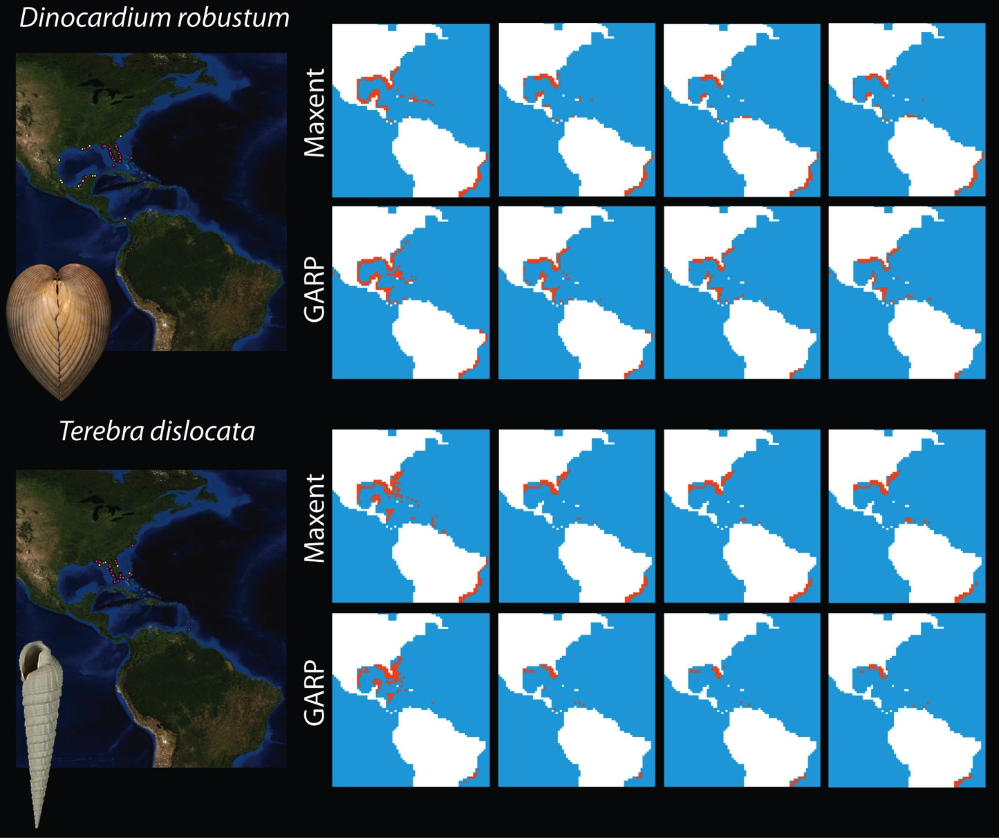 Dinocardium robustum
Maxent
GARP
Terebra dislocata
Maxent
GARP